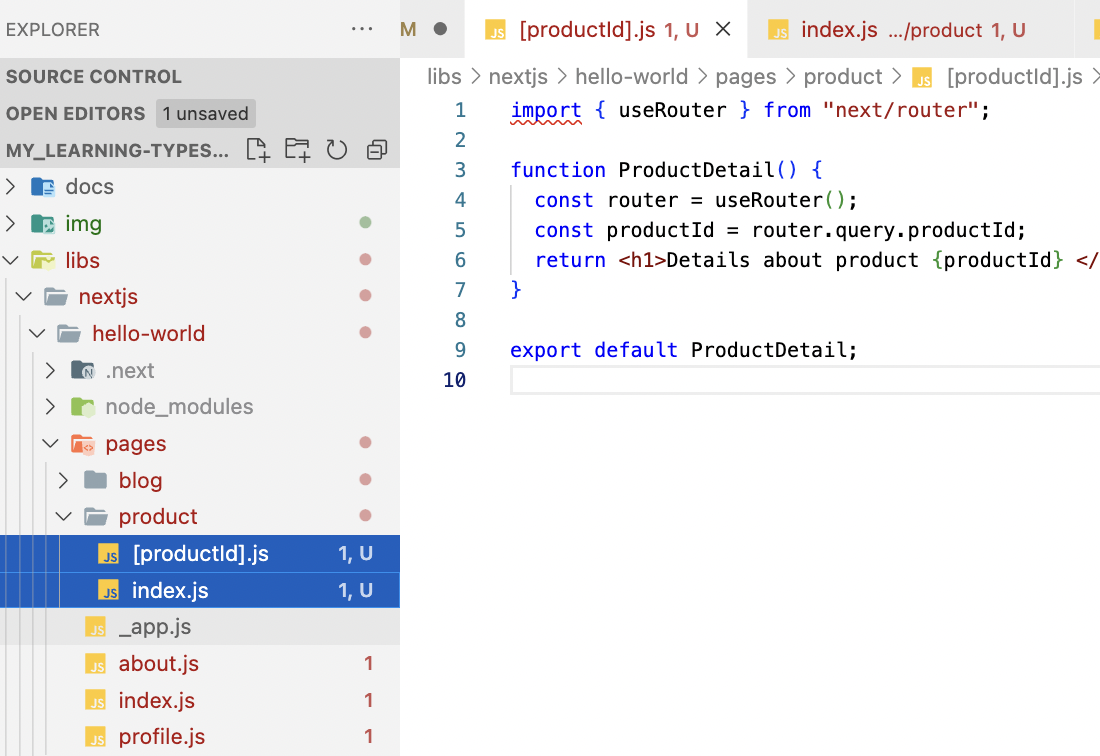 EXPLORER ···
SOURCE CONTROL
OPEN EDITORS 1 unsaved
MY_LEARNING-TYPES...
docs
img
libs
nextjs
hello-world
.next
node_modules
pages
blog
product
[productId].js 1, U
index.js 1, U
_app.js
about.js 1
index.js 1
profile.js 1
M ● [productId].js 1, U × index.js .../product 1, U
libs > nextjs > hello-world > pages > product > JS [productId].js >
1 import { useRouter } from "next/router";
2
3 function ProductDetail() {
4 const router = useRouter();
5 const productId = router.query.productId;
6 return <h1>Details about product {productId} </
7 }
8
9 export default ProductDetail;
10